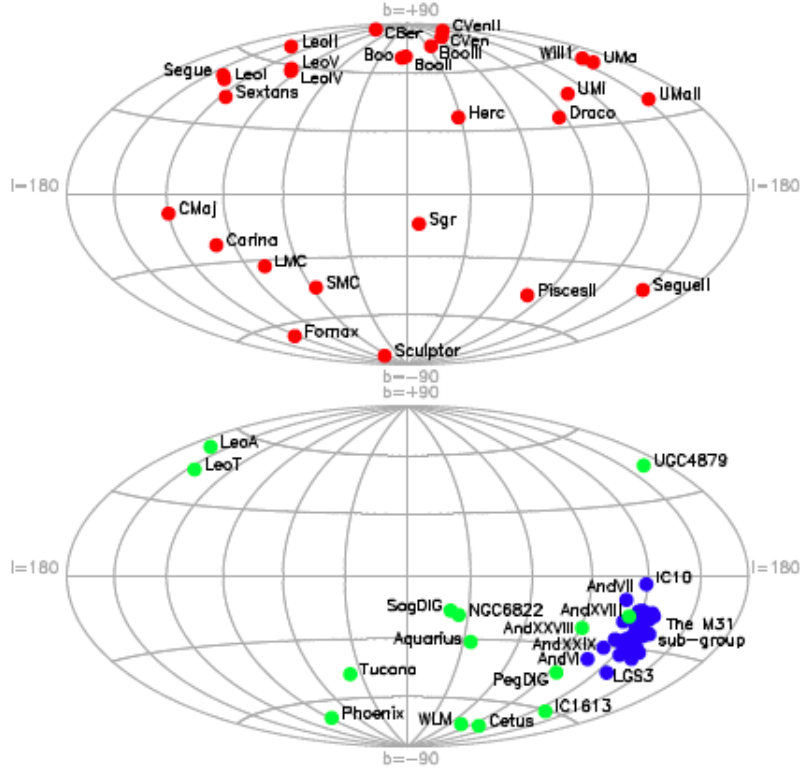 b=+90
CBer
CVenII
CVen
LeoII
Boo
BooIII
BooII
Will1
UMa
LeoV
Segue
LeoI
LeoIV
Sextans
UMi
UMaII
Herc
Draco
l=180
l=180
CMaj
Sgr
Carina
LMC
SMC
PiscesII
SegueII
Fornax
Sculptor
b=-90
b=+90
LeoA
LeoT
UGC4879
l=180
l=180
IC10
AndVII
SagDIG
NGC6822
AndXVII
AndXXVIII
The M31
sub-group
Aquarius
AndXXIX
AndVI
Tucana
PegDIG
LGS3
Phoenix
WLM
Cetus
IC1613
b=-90